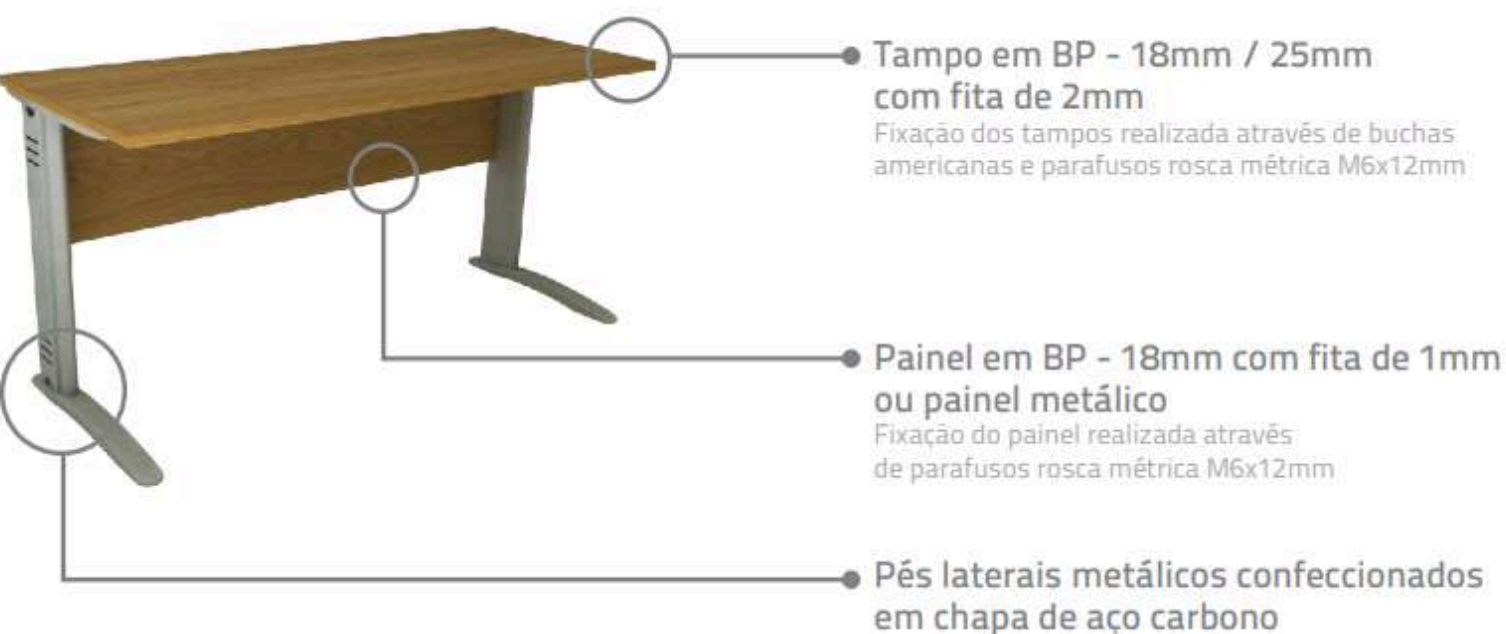 Tampo em BP - 18mm / 25mm
com fita de 2mm
Fixação dos tampos realizada através de buchas
americanas e parafusos rosca métrica M6x12mm
Painel em BP - 18mm com fita de 1mm
ou painel metálico
Fixação do painel realizada através
de parafusos rosca métrica M6x12mm
Pés laterais metálicos confeccionados
em chapa de aço carbono